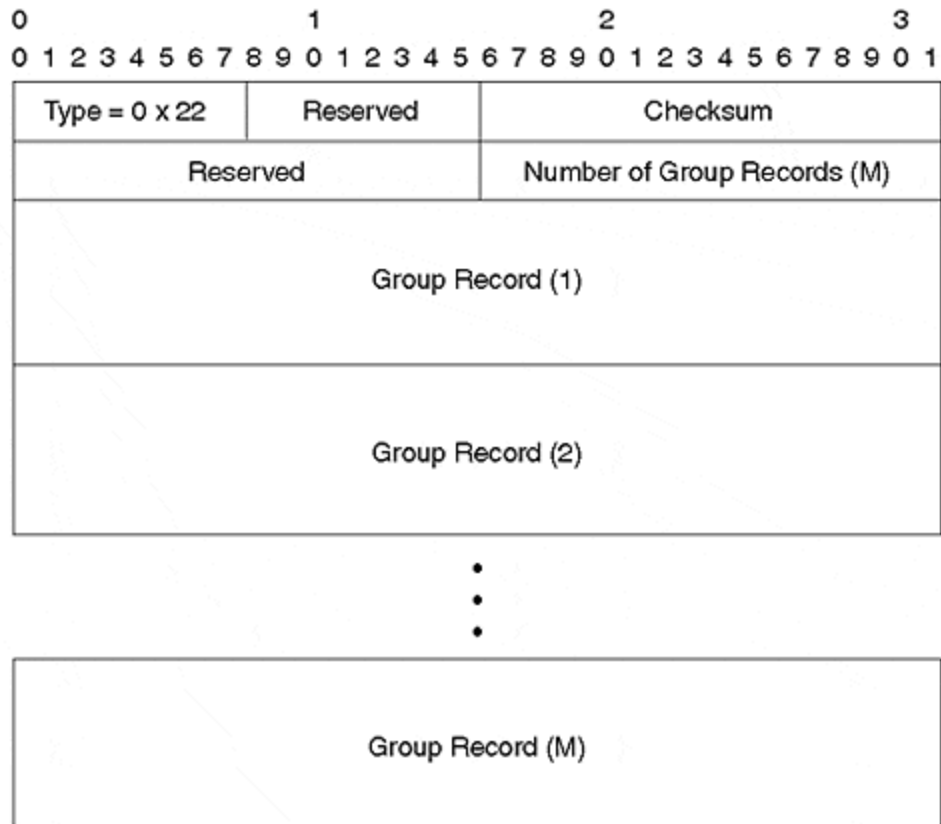 0 1 2 3
0 1 2 3 4 5 6 7 8 9 0 1 2 3 4 5 6 7 8 9 0 1 2 3 4 5 6 7 8 9 0 1
Type = 0 x 22 Reserved Checksum
Reserved Number of Group Records (M)
Group Record (1)
Group Record (2)
Group Record (M)